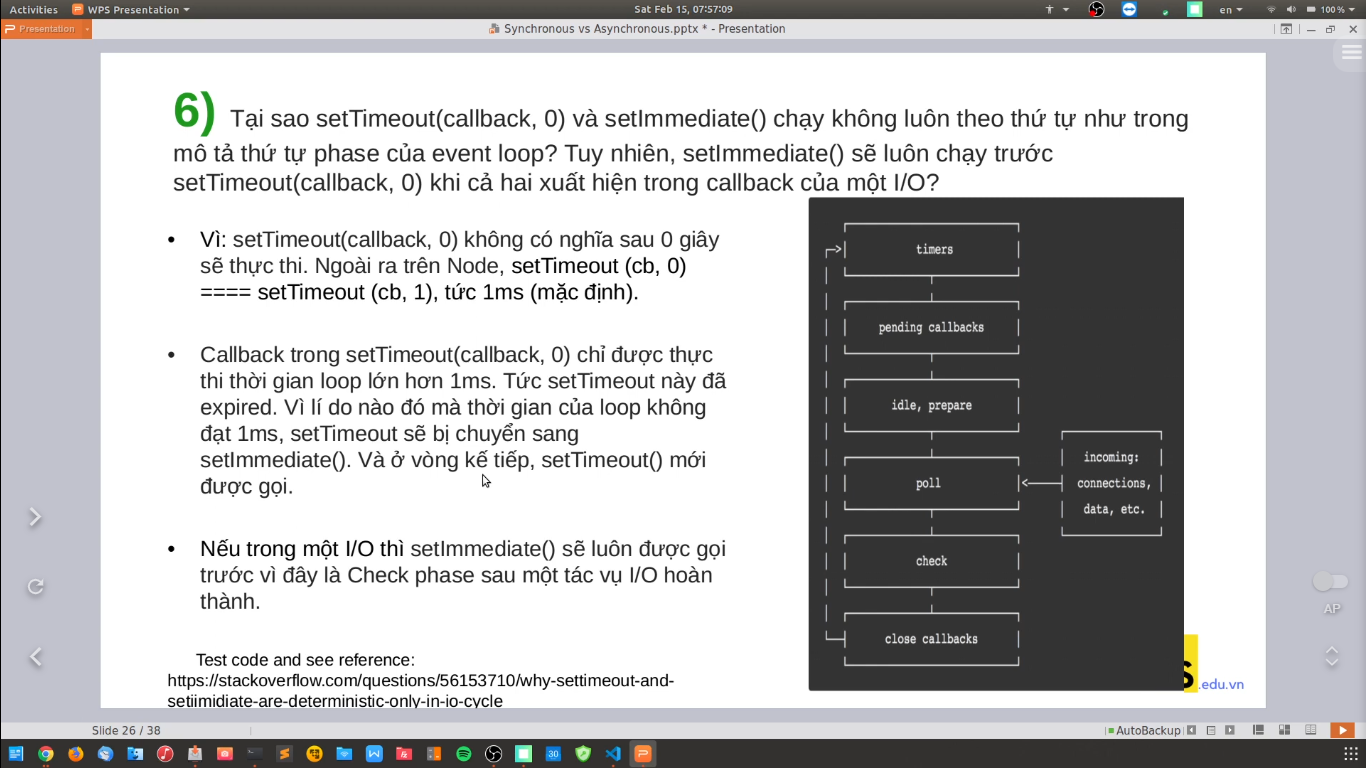 Activities WPS Presentation Sat Feb 15, 07:57:09 en 100 %
Presentation Synchronous vs Asynchronous.pptx * - Presentation
6) Tại sao setTimeout(callback, 0) và setImmediate() chạy không luôn theo thứ tự như trong
mô tả thứ tự phase của event loop? Tuy nhiên, setImmediate() sẽ luôn chạy trước
setTimeout(callback, 0) khi cả hai xuất hiện trong callback của một I/O?
• Vì: setTimeout(callback, 0) không có nghĩa sau 0 giây
sẽ thực thi. Ngoài ra trên Node, setTimeout (cb, 0)
==== setTimeout (cb, 1), tức 1ms (mặc định).
• Callback trong setTimeout(callback, 0) chỉ được thực
thi thời gian loop lớn hơn 1ms. Tức setTimeout này đã
expired. Vì lí do nào đó mà thời gian của loop không
đạt 1ms, setTimeout sẽ bị chuyển sang
setImmediate(). Và ở vòng kế tiếp, setTimeout() mới
được gọi.
• Nếu trong một I/O thì setImmediate() sẽ luôn được gọi
trước vì đây là Check phase sau một tác vụ I/O hoàn
thành.
Test code and see reference:
https://stackoverflow.com/questions/56153710/why-settimeout-and-
setiimidiate-are-deterministic-only-in-io-cycle
timers
pending callbacks
idle, prepare
poll
incoming:
connections,
data, etc.
check
close callbacks
S
.edu.vn
AP
Slide 26 / 38 AutoBackup
30